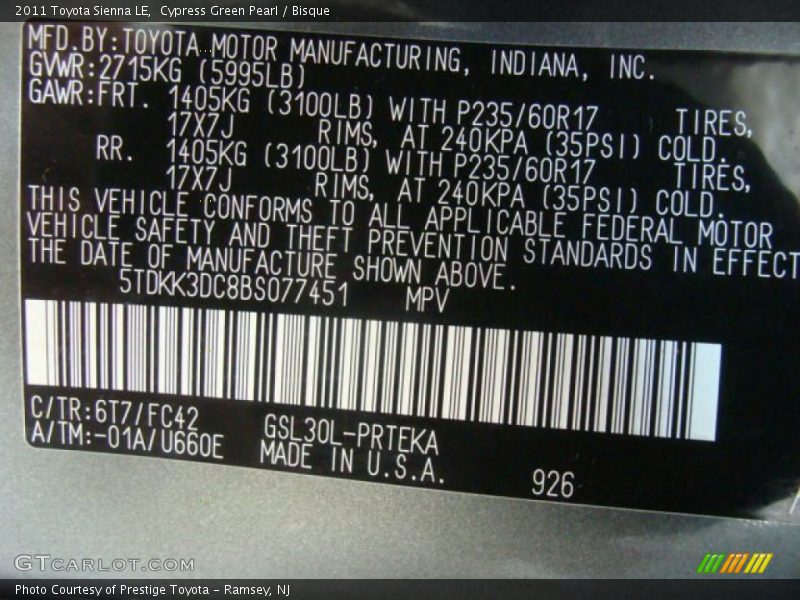 2011 Toyota Sienna LE, Cypress Green Pearl / Bisque
MFD.BY:TOYOTA MOTOR MANUFACTURING, INDIANA, INC.
GVWR:2715KG (5995LB)
GAWR:FRT. 1405KG (3100LB) WITH P235/60R17 TIRES,
17X7J RIMS, AT 240KPA (35PSI) COLD.
RR. 1405KG (3100LB) WITH P235/60R17 TIRES,
17X7J RIMS, AT 240KPA (35PSI) COLD.
THIS VEHICLE CONFORMS TO ALL APPLICABLE FEDERAL MOTOR
VEHICLE SAFETY AND THEFT PREVENTION STANDARDS IN EFFECT
THE DATE OF MANUFACTURE SHOWN ABOVE.
5TDKK3DC8BS077451 MPV
C/TR:6T7/FC42 GSL30L-PRTEKA
A/TM:-01A/U660E MADE IN U.S.A.
926
GTCARLOT.COM
Photo Courtesy of Prestige Toyota - Ramsey, NJ